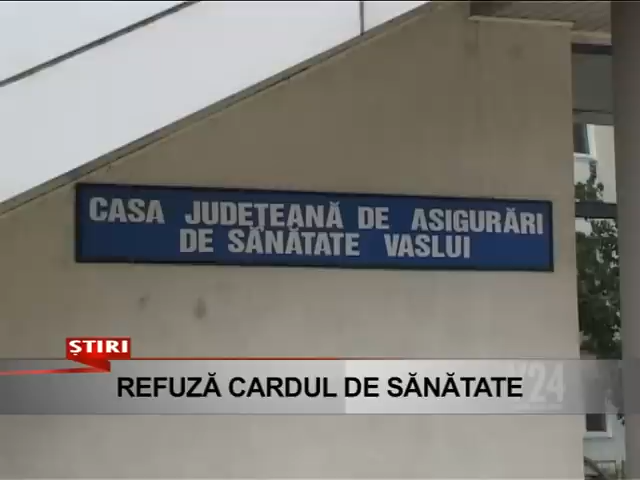 CASA JUDEȚEANĂ DE ASIGURĂRI
DE SĂNĂTATE VASLUI
ȘTIRI
REFUZĂ CARDUL DE SĂNĂTATE